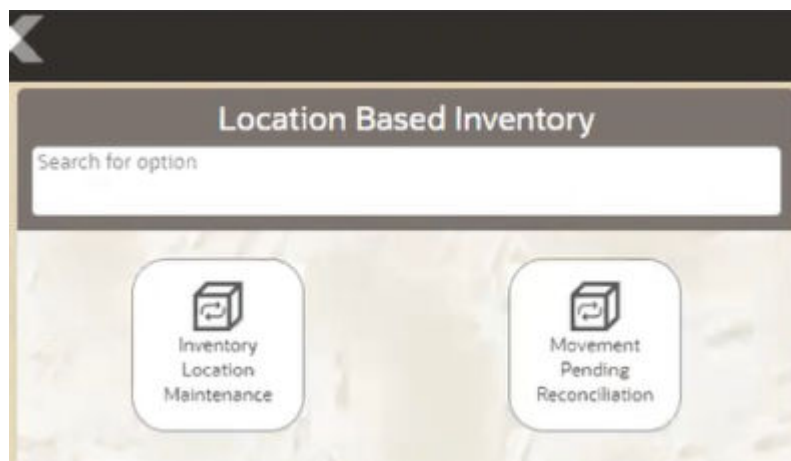 Location Based Inventory
Search for option
Inventory
Location
Maintenance
Movement
Pending
Reconciliation